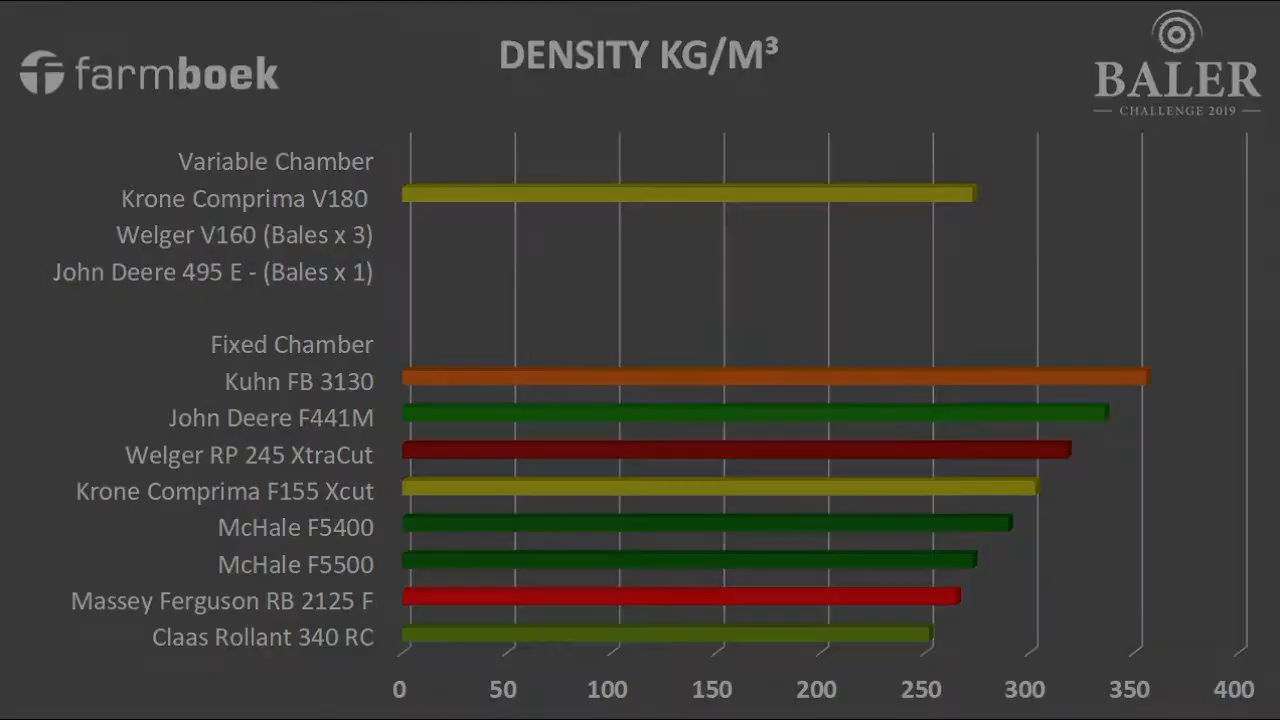 farmboek
DENSITY KG/M³
BALER
CHALLENGE 2019
Variable Chamber
Krone Comprima V180
Welger V160 (Bales x 3)
John Deere 495 E - (Bales x 1)
Fixed Chamber
Kuhn FB 3130
John Deere F441M
Welger RP 245 XtraCut
Krone Comprima F155 Xcut
McHale F5400
McHale F5500
Massey Ferguson RB 2125 F
Claas Rollant 340 RC
0 50 100 150 200 250 300 350 400